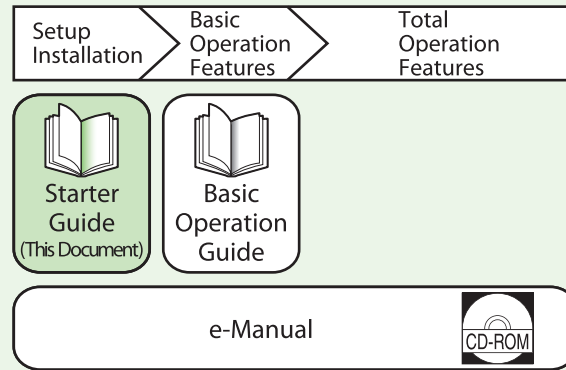 Setup
Installation
Basic
Operation
Features
Total
Operation
Features
Starter
Guide
(This Document)
Basic
Operation
Guide
e-Manual
CD-ROM